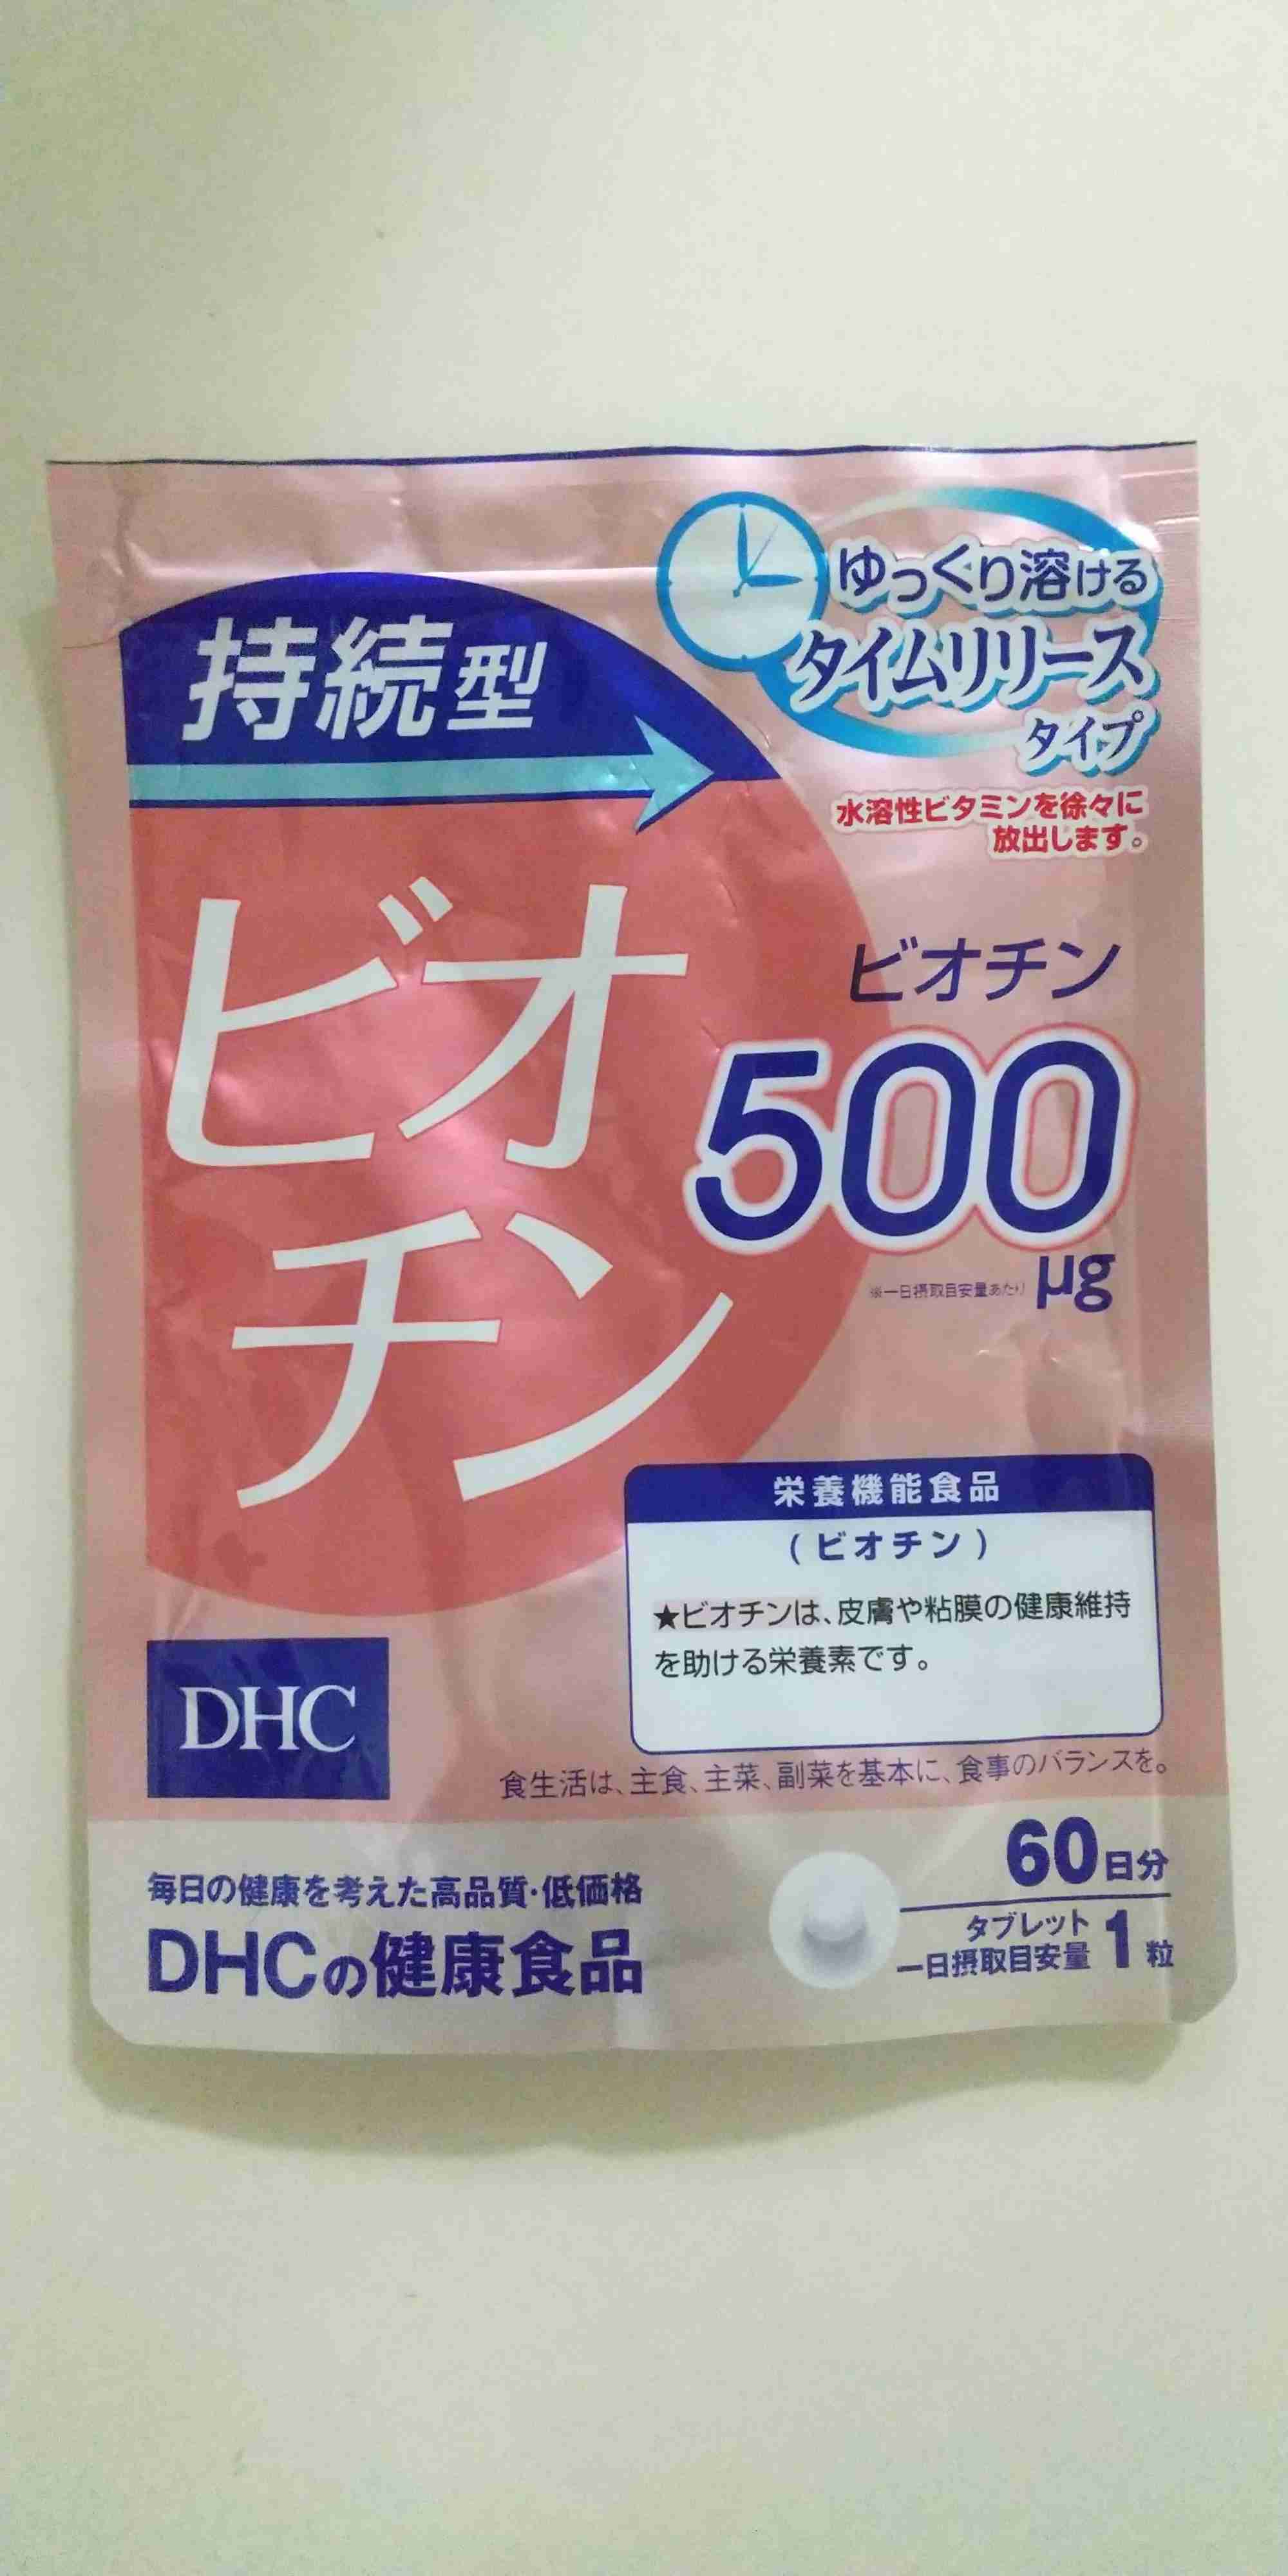 ゆっくり溶ける
タイムリリース
タイプ
水溶性ビタミンを徐々に
放出します。
持続型
ビオ
チン
ビオチン
500
※一日摂取目安量あたり μg
栄養機能食品
(ビオチン)
★ビオチンは、皮膚や粘膜の健康維持
を助ける栄養素です。
DHC
食生活は、主食、主菜、副菜を基本に、食事のバランスを。
毎日の健康を考えた高品質・低価格
DHCの健康食品
60日分
タブレット
一日摂取目安量 1粒